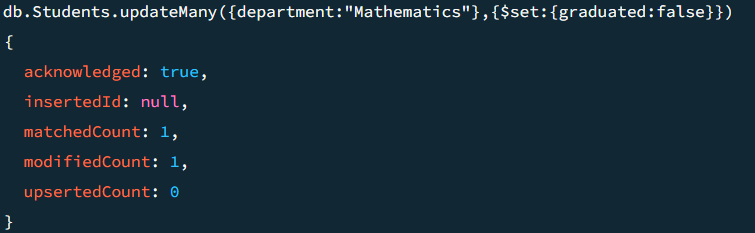 db.Students.updateMany({department:"Mathematics"},{$set:{graduated:false}})
{
  acknowledged: true,
  insertedId: null,
  matchedCount: 1,
  modifiedCount: 1,
  upsertedCount: 0
}